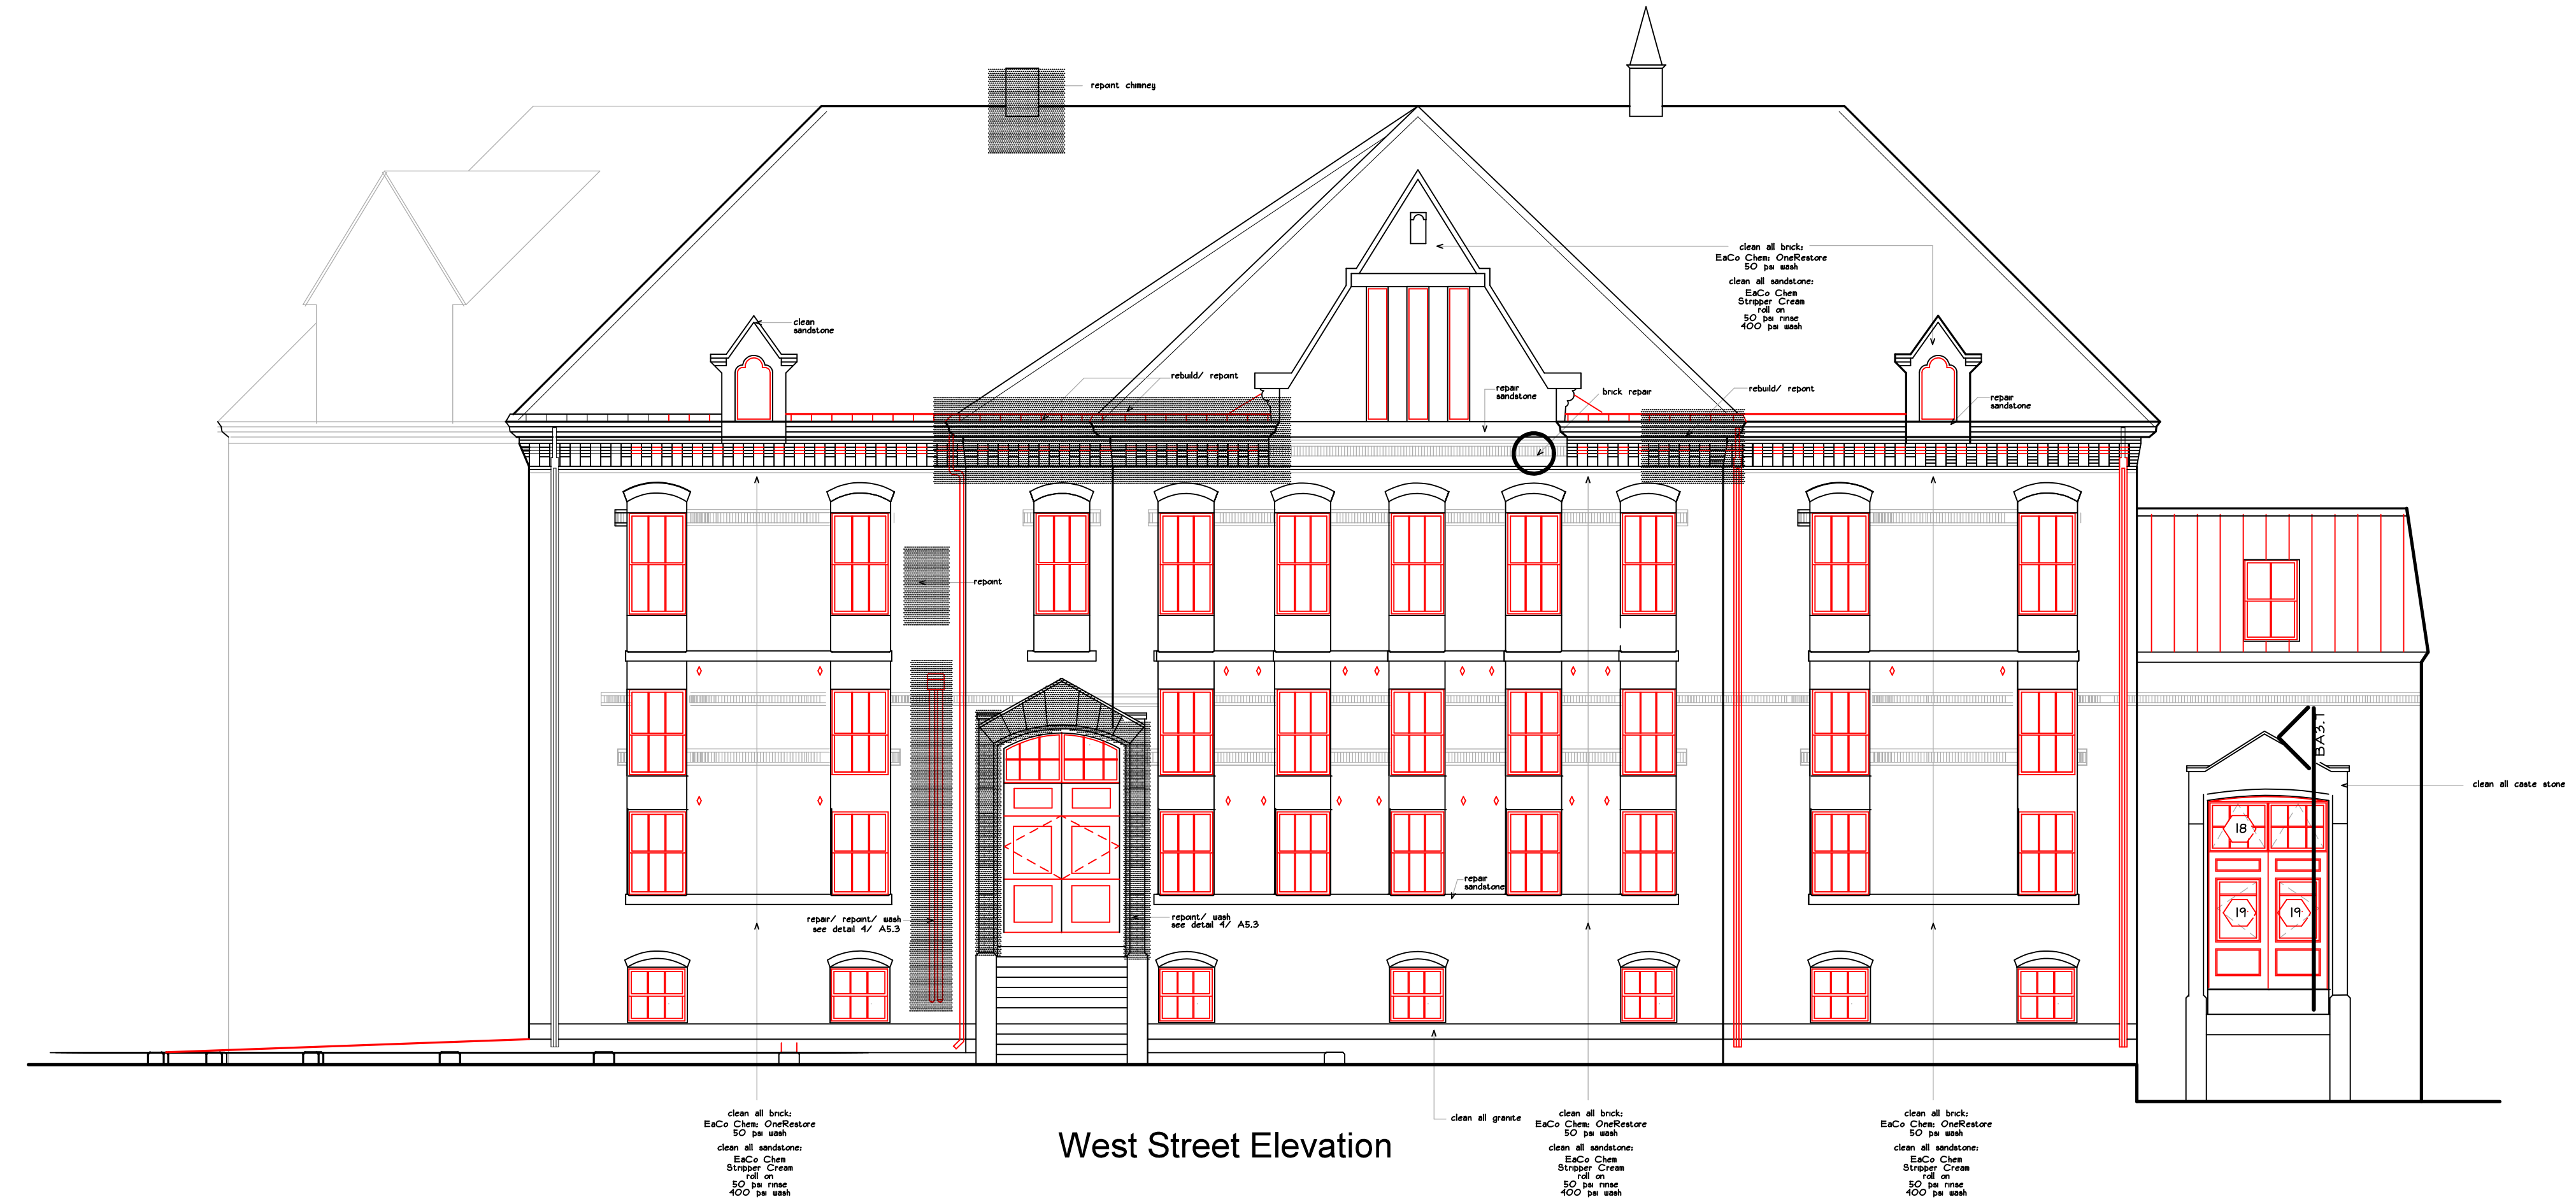 repoint chimney
clean all brick:
EaCo Chem: OneRestore
50 psi wash
clean all sandstone:
EaCo Chem
Stripper Cream
roll on
50 psi rinse
400 psi wash
clean
sandstone
rebuild/ repoint
repair
sandstone
brick repair
rebuild/ repont
repair
sandstone
repoint
BA3.1
clean all caste stone
18
19
19
repair
sandstone
repair/ repoint/ wash
see detail 4/ A5.3
repoint/ wash
see detail 4/ A5.3
clean all brick:
EaCo Chem: OneRestore
50 psi wash
clean all sandstone:
EaCo Chem
Stripper Cream
roll on
50 psi rinse
400 psi wash
West Street Elevation
clean all granite
clean all brick:
EaCo Chem: OneRestore
50 psi wash
clean all sandstone:
EaCo Chem
Stripper Cream
roll on
50 psi rinse
400 psi wash
clean all brick:
EaCo Chem: OneRestore
50 psi wash
clean all sandstone:
EaCo Chem
Stripper Cream
roll on
50 psi rinse
400 psi wash